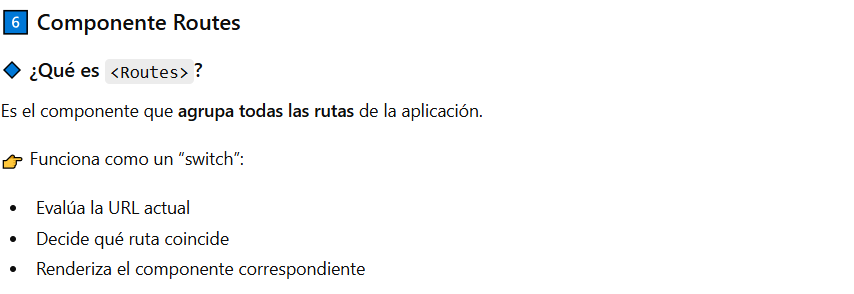 6 Componente Routes
¿Qué es <Routes>?
Es el componente que agrupa todas las rutas de la aplicación.
Funciona como un “switch”:
• Evalúa la URL actual
• Decide qué ruta coincide
• Renderiza el componente correspondiente